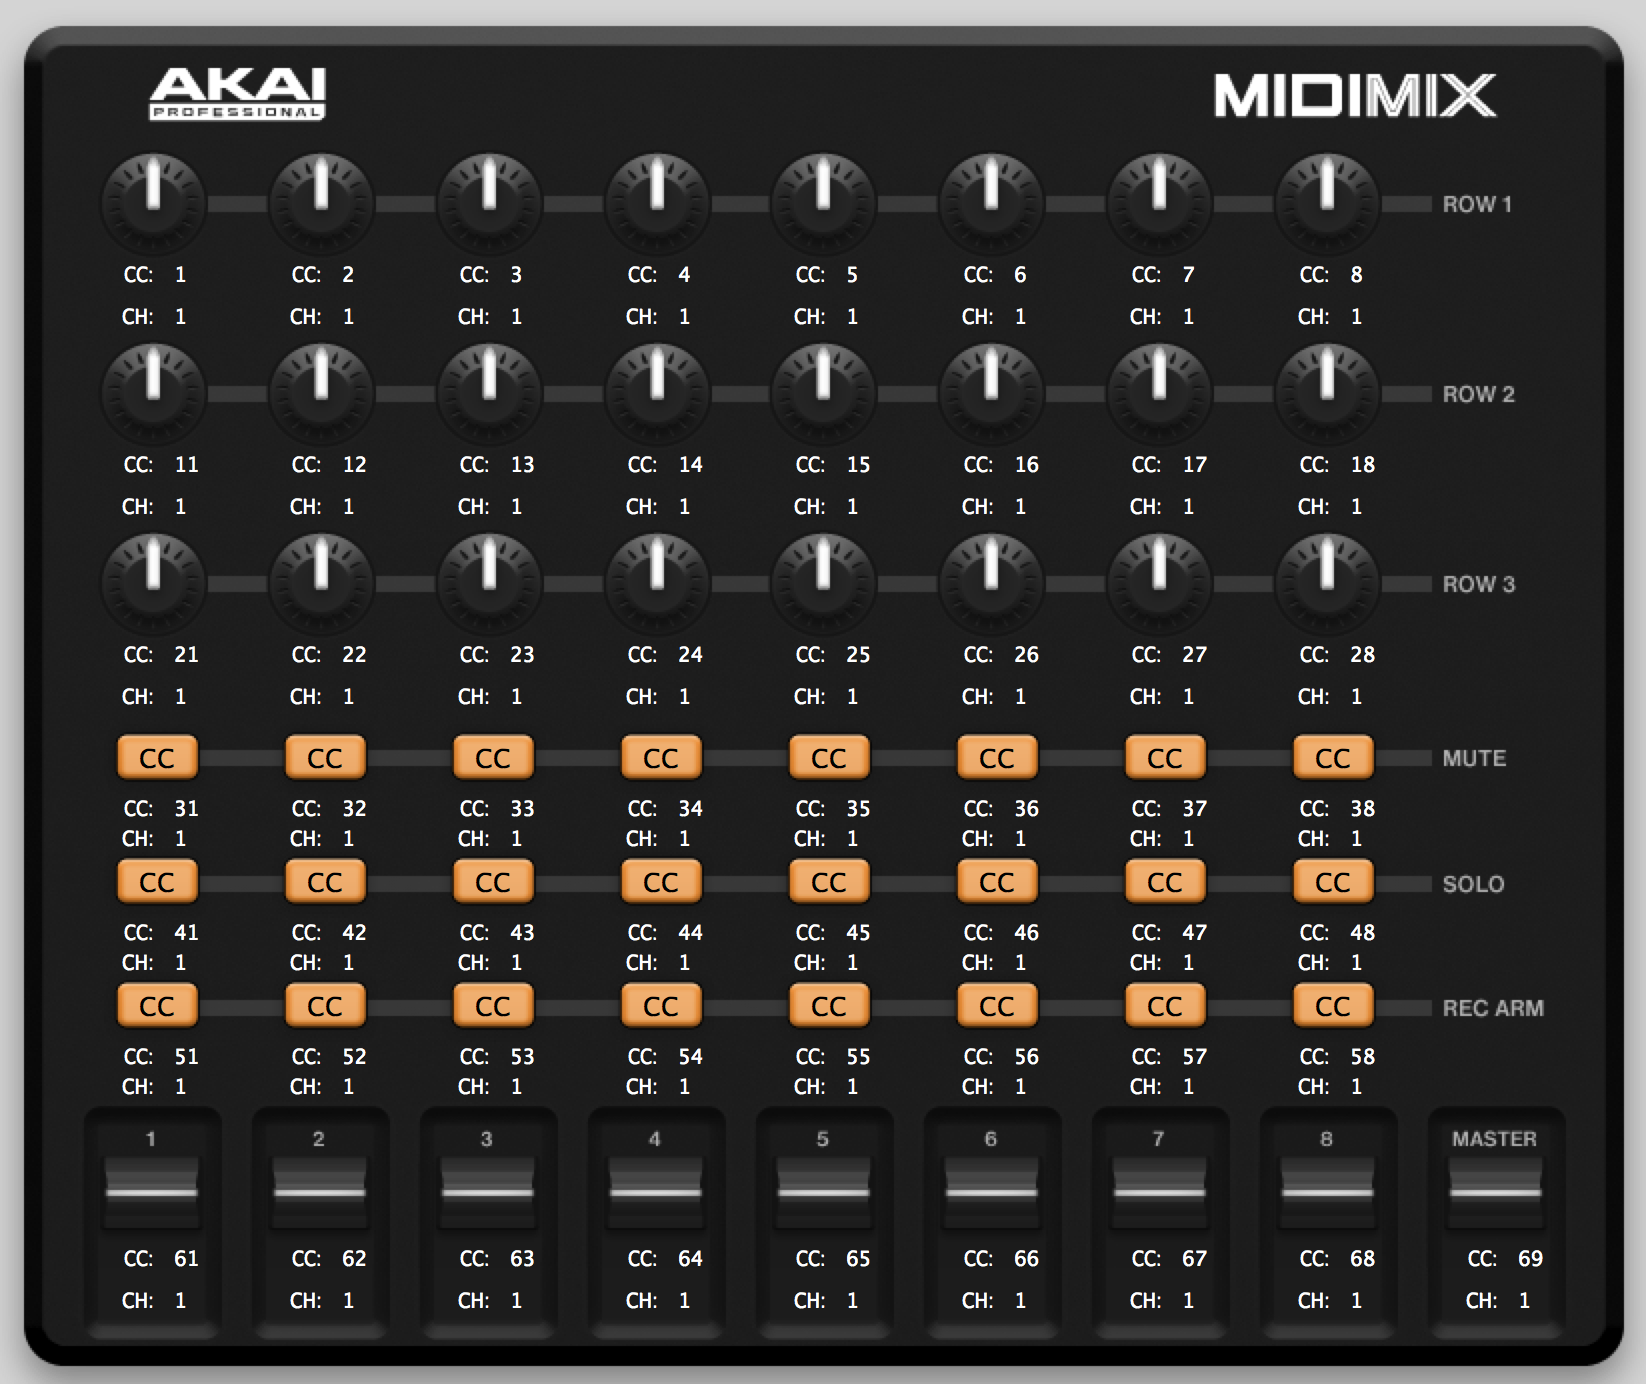 AKAI MIDIMIX
PROFESSIONAL
ROW 1
CC: 1 CC: 2 CC: 3 CC: 4 CC: 5 CC: 6 CC: 7 CC: 8
CH: 1 CH: 1 CH: 1 CH: 1 CH: 1 CH: 1 CH: 1 CH: 1
ROW 2
CC: 11 CC: 12 CC: 13 CC: 14 CC: 15 CC: 16 CC: 17 CC: 18
CH: 1 CH: 1 CH: 1 CH: 1 CH: 1 CH: 1 CH: 1 CH: 1
ROW 3
CC: 21 CC: 22 CC: 23 CC: 24 CC: 25 CC: 26 CC: 27 CC: 28
CH: 1 CH: 1 CH: 1 CH: 1 CH: 1 CH: 1 CH: 1 CH: 1
CC CC CC CC CC CC CC CC MUTE
CC: 31 CC: 32 CC: 33 CC: 34 CC: 35 CC: 36 CC: 37 CC: 38
CH: 1 CH: 1 CH: 1 CH: 1 CH: 1 CH: 1 CH: 1 CH: 1
CC CC CC CC CC CC CC CC SOLO
CC: 41 CC: 42 CC: 43 CC: 44 CC: 45 CC: 46 CC: 47 CC: 48
CH: 1 CH: 1 CH: 1 CH: 1 CH: 1 CH: 1 CH: 1 CH: 1
CC CC CC CC CC CC CC CC REC ARM
CC: 51 CC: 52 CC: 53 CC: 54 CC: 55 CC: 56 CC: 57 CC: 58
CH: 1 CH: 1 CH: 1 CH: 1 CH: 1 CH: 1 CH: 1 CH: 1
1 2 3 4 5 6 7 8 MASTER
CC: 61 CC: 62 CC: 63 CC: 64 CC: 65 CC: 66 CC: 67 CC: 68 CC: 69
CH: 1 CH: 1 CH: 1 CH: 1 CH: 1 CH: 1 CH: 1 CH: 1 CH: 1